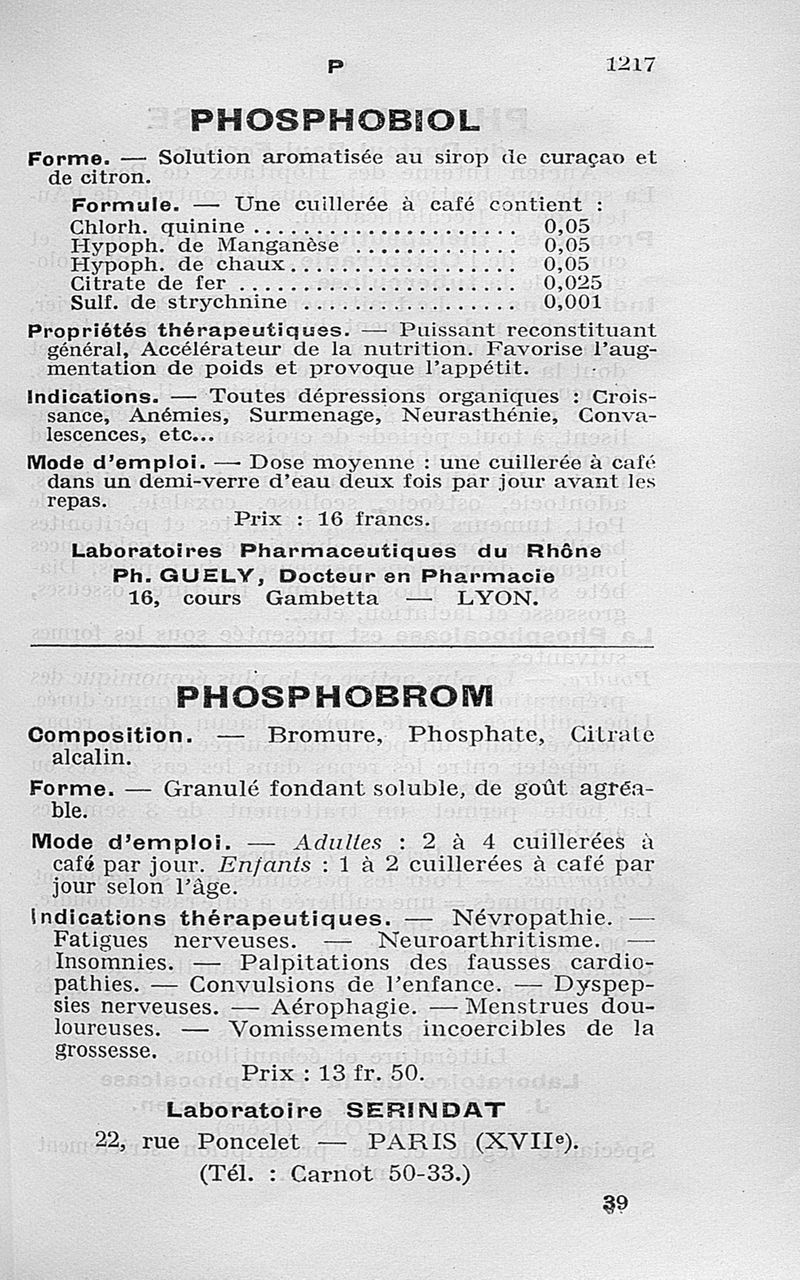 P 1217
PHOSPHOBIOL
Forme. — Solution aromatisée au sirop de curaçao et
de citron.
Formule. — Une cuillerée à café contient :
Chlorh. quinine ..................... 0,05
Hypoph. de Manganèse .............. 0,05
Hypoph. de chaux.................. 0,05
Citrate de fer ...................... 0,025
Sulf. de strychnine ................. 0,001
Propriétés thérapeutiques. — Puissant reconstituant
général, Accélérateur de la nutrition. Favorise l'aug-
mentation de poids et provoque l'appétit.
Indications. — Toutes dépressions organiques : Crois-
sance, Anémies, Surmenage, Neurasthénie, Conva-
lescences, etc...
Mode d'emploi. — Dose moyenne : une cuillerée à café
dans un demi-verre d'eau deux fois par jour avant les
repas.
Prix : 16 francs.
Laboratoires Pharmaceutiques du Rhône
Ph. GUELY, Docteur en Pharmacie
16, cours Gambetta — LYON.
PHOSPHOBROM
Composition. — Bromure, Phosphate, Citrate
alcalin.
Forme. — Granulé fondant soluble, de goût agréa-
ble.
Mode d'emploi. — Adultes : 2 à 4 cuillerées à
café par jour. Enfants : 1 à 2 cuillerées à café par
jour selon l'âge.
Indications thérapeutiques. — Névropathie. —
Fatigues nerveuses. — Neuroarthritisme. —
Insomnies. — Palpitations des fausses cardio-
pathies. — Convulsions de l'enfance. — Dyspep-
sies nerveuses. — Aérophagie. — Menstrues dou-
loureuses. — Vomissements incoercibles de la
grossesse.
Prix : 13 fr. 50.
Laboratoire SERINDAT
22, rue Poncelet — PARIS (XVIIe).
(Tél. : Carnot 50-33.)
39